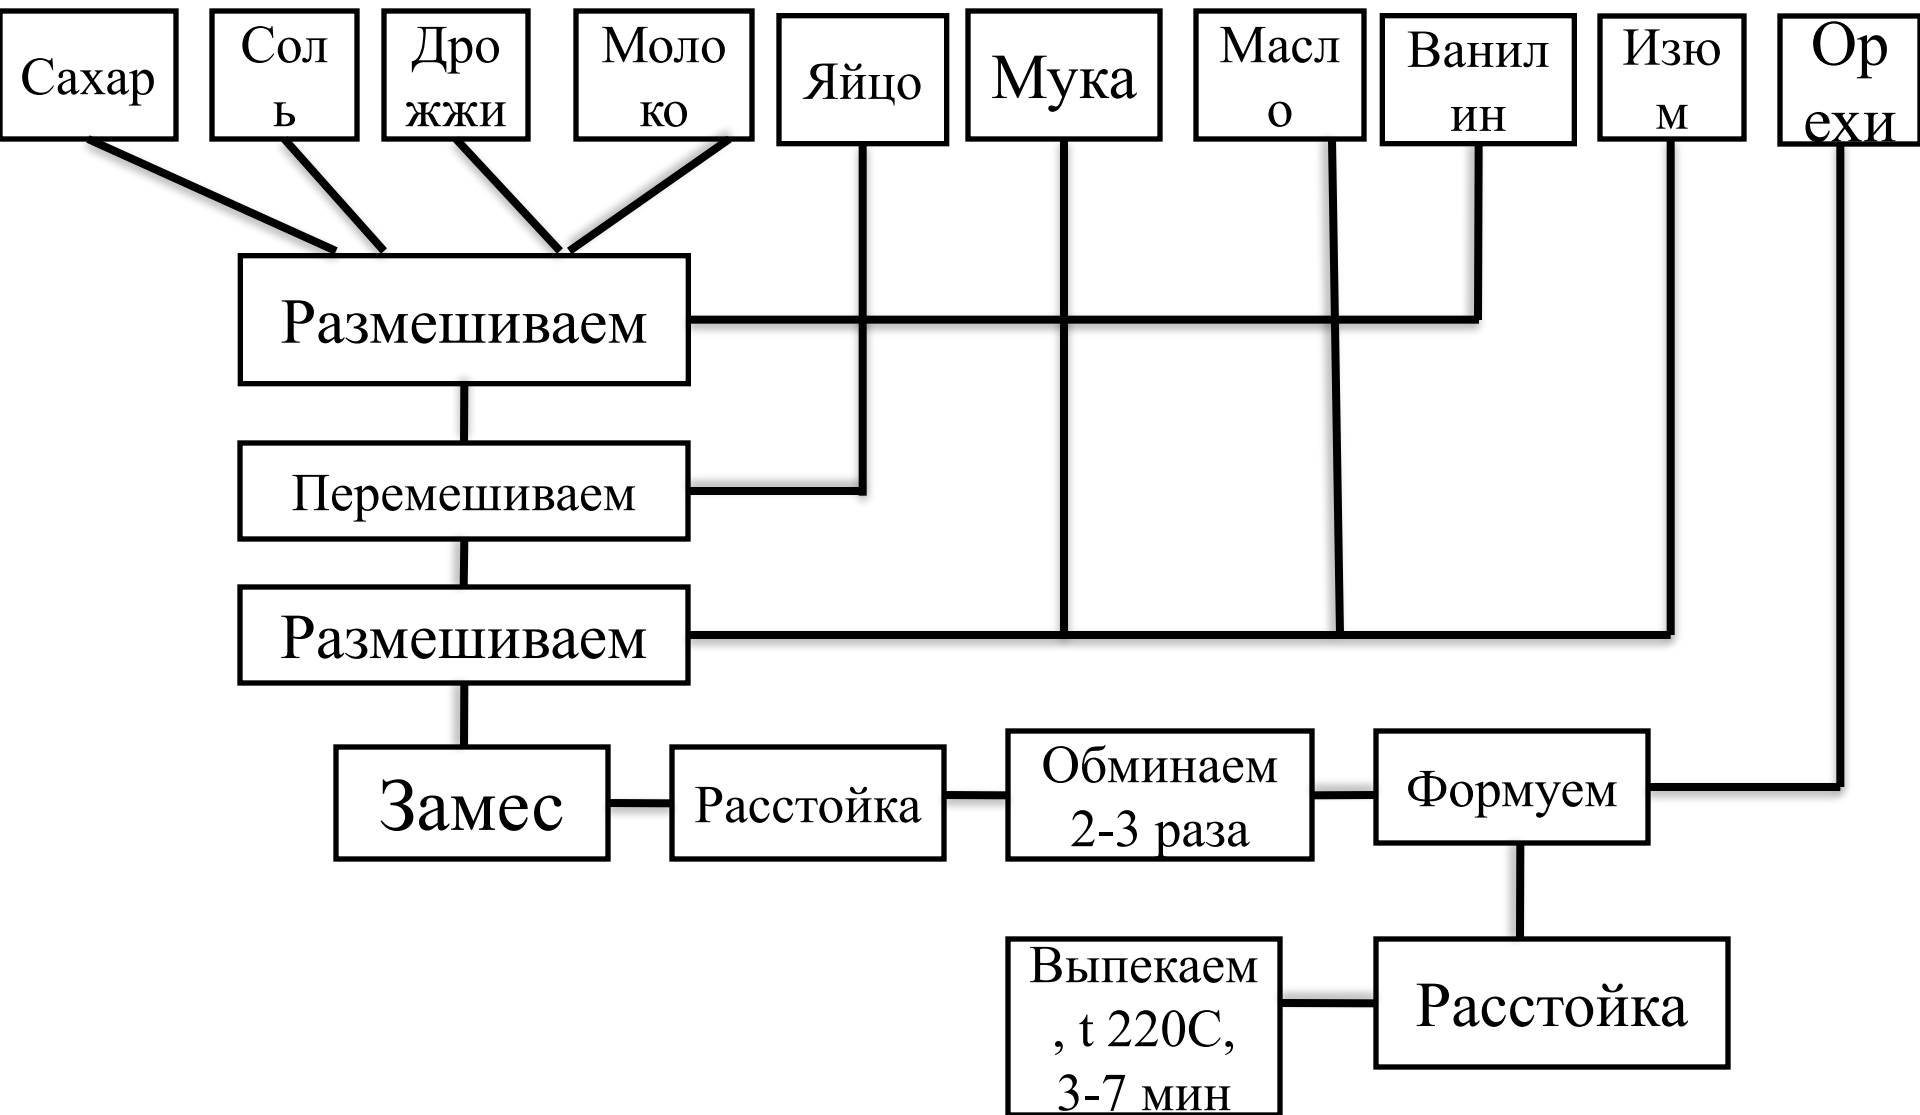 Сахар
Сол
ь
Дро
жжи
Моло
ко
Яйцо
Мука
Масл
о
Ванил
ин
Изю
м
Ор
ехи
Размешиваем
Перемешиваем
Размешиваем
Замес
Расстойка
Обминаем
2-3 раза
Формуем
Выпекаем
, t 220С,
3-7 мин
Расстойка